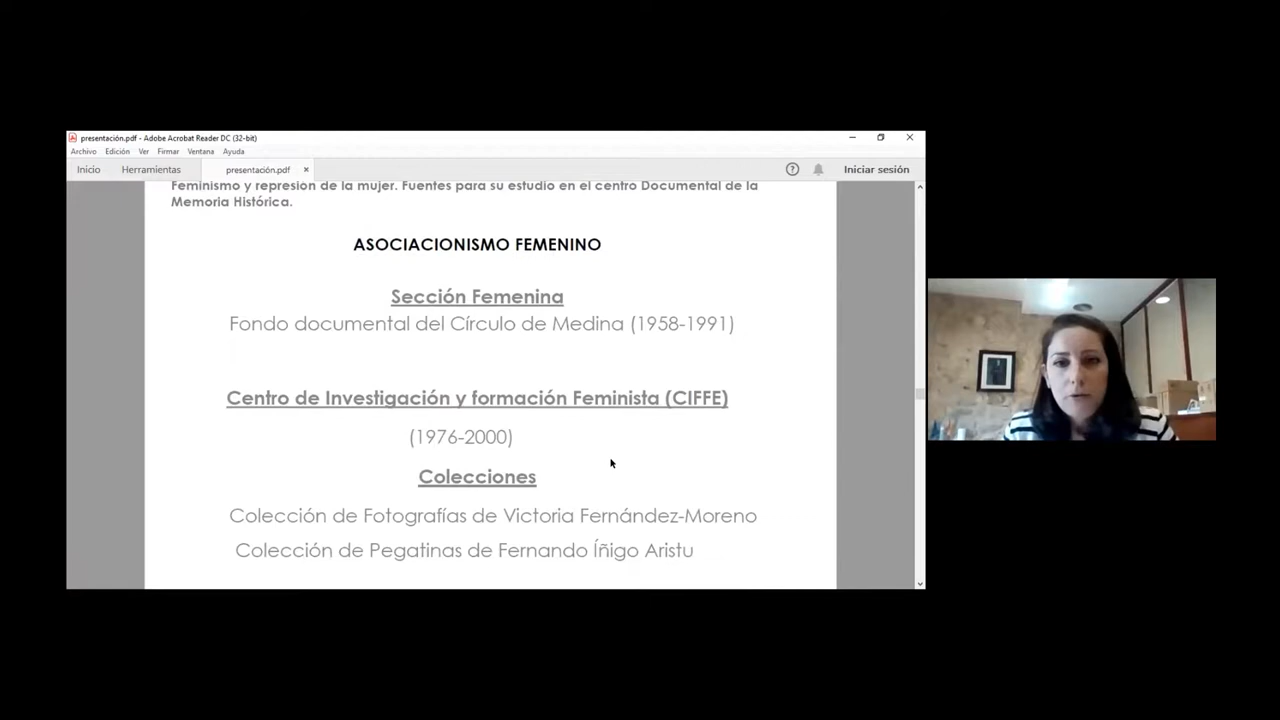 presentación.pdf - Adobe Acrobat Reader DC (32-bit)
Archivo Edición Ver Firmar Ventana Ayuda
Inicio Herramientas presentación.pdf × Iniciar sesión
Feminismo y represión de la mujer. Fuentes para su estudio en el centro Documental de la
Memoria Histórica.
ASOCIACIONISMO FEMENINO
Sección Femenina
Fondo documental del Círculo de Medina (1958-1991)
Centro de Investigación y formación Feminista (CIFFE)
(1976-2000)
Colecciones
Colección de Fotografías de Victoria Fernández-Moreno
Colección de Pegatinas de Fernando Íñigo Aristu